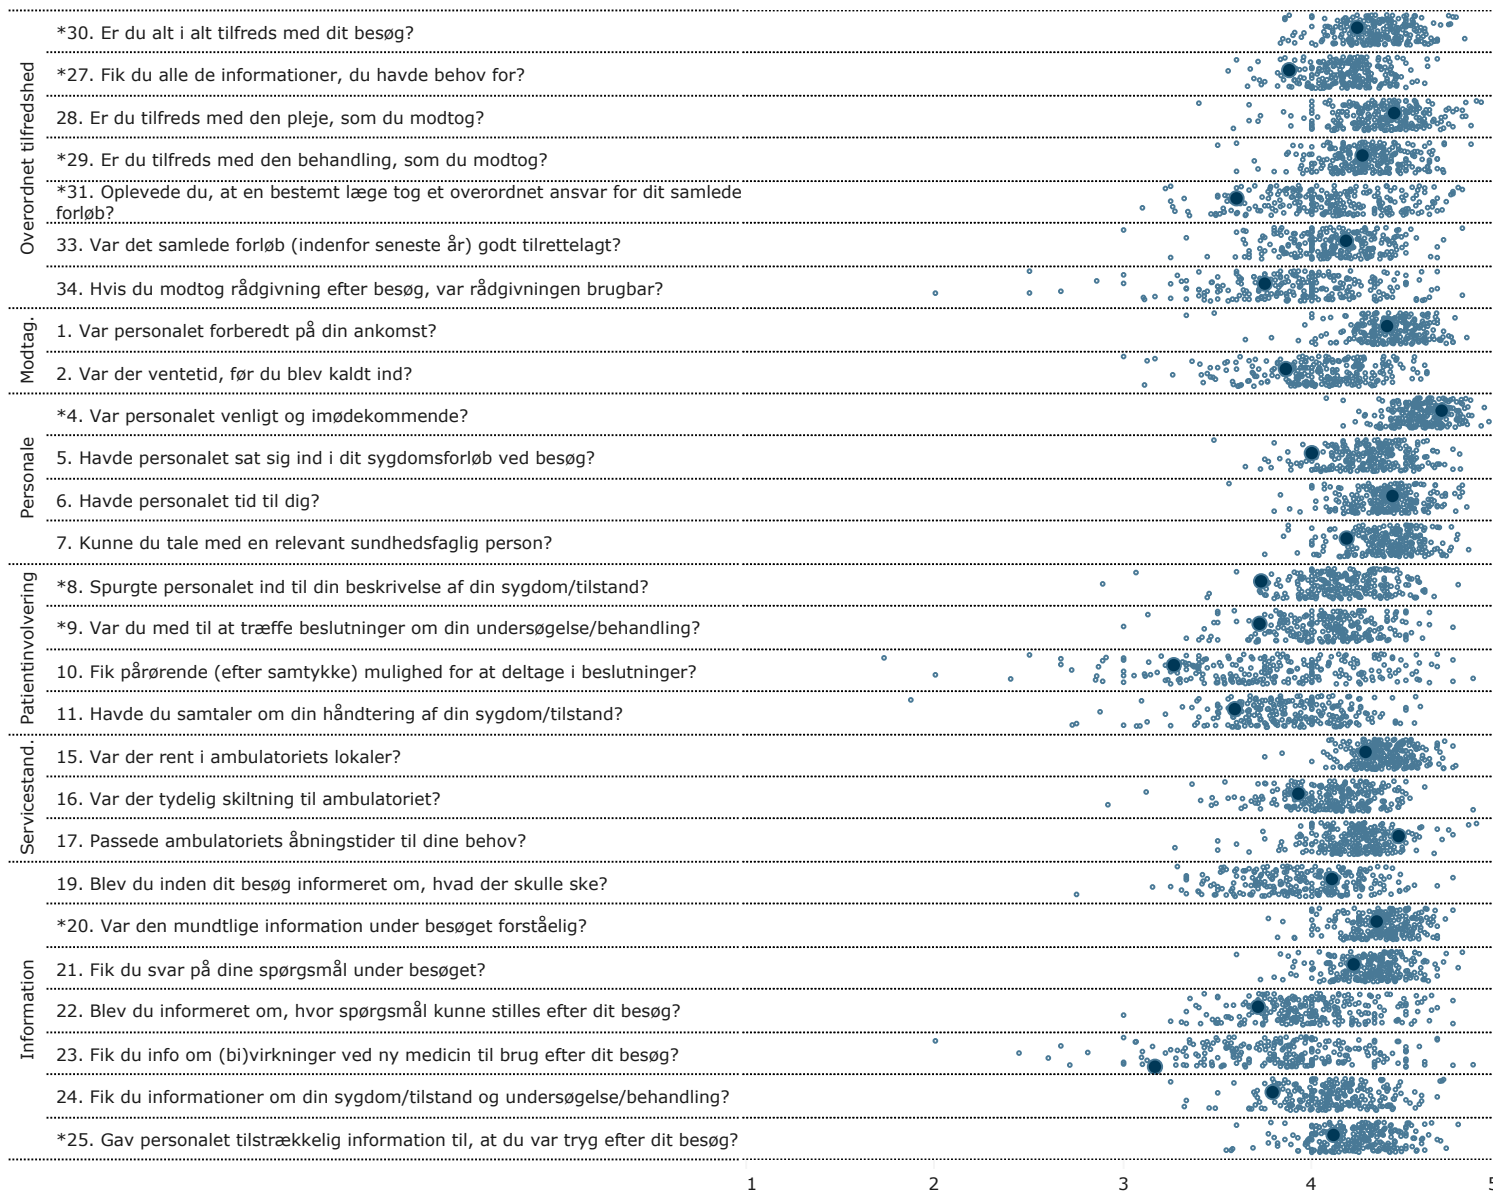 Overordnet tilfredshed
*30. Er du alt i alt tilfreds med dit besøg?
*27. Fik du alle de informationer, du havde behov for?
28. Er du tilfreds med den pleje, som du modtog?
*29. Er du tilfreds med den behandling, som du modtog?
*31. Oplevede du, at en bestemt læge tog et overordnet ansvar for dit samlede
forløb?
33. Var det samlede forløb (indenfor seneste år) godt tilrettelagt?
34. Hvis du modtog rådgivning efter besøg, var rådgivningen brugbar?
Modtag.
1. Var personalet forberedt på din ankomst?
2. Var der ventetid, før du blev kaldt ind?
Personale
*4. Var personalet venligt og imødekommende?
5. Havde personalet sat sig ind i dit sygdomsforløb ved besøg?
6. Havde personalet tid til dig?
7. Kunne du tale med en relevant sundhedsfaglig person?
Patientinvolvering
*8. Spurgte personalet ind til din beskrivelse af din sygdom/tilstand?
*9. Var du med til at træffe beslutninger om din undersøgelse/behandling?
10. Fik pårørende (efter samtykke) mulighed for at deltage i beslutninger?
11. Havde du samtaler om din håndtering af din sygdom/tilstand?
Servicestand.
15. Var der rent i ambulatoriets lokaler?
16. Var der tydelig skiltning til ambulatoriet?
17. Passede ambulatoriets åbningstider til dine behov?
Information
19. Blev du inden dit besøg informeret om, hvad der skulle ske?
*20. Var den mundtlige information under besøget forståelig?
21. Fik du svar på dine spørgsmål under besøget?
22. Blev du informeret om, hvor spørgsmål kunne stilles efter dit besøg?
23. Fik du info om (bi)virkninger ved ny medicin til brug efter dit besøg?
24. Fik du informationer om din sygdom/tilstand og undersøgelse/behandling?
*25. Gav personalet tilstrækkelig information til, at du var tryg efter dit besøg?
1 2 3 4 5